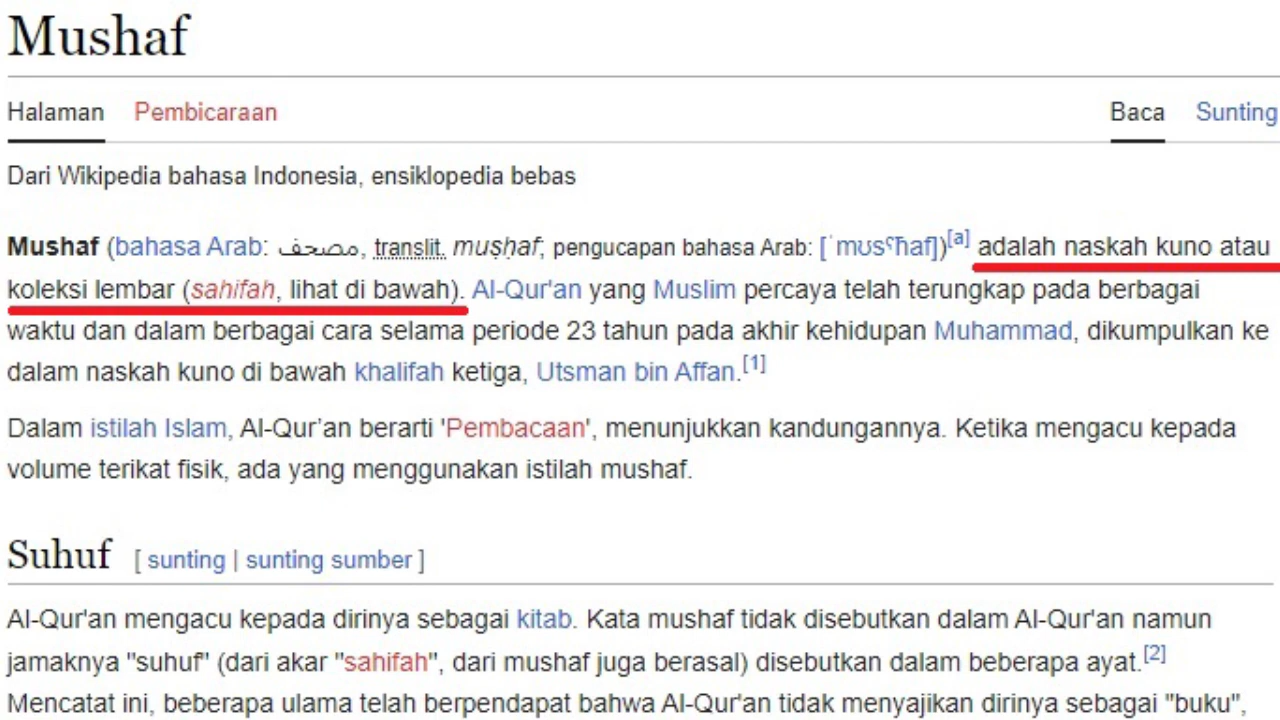 Mushaf
Halaman Pembicaraan Baca Sunting
Dari Wikipedia bahasa Indonesia, ensiklopedia bebas
Mushaf (bahasa Arab: مصحف, translit. muṣḥaf; pengucapan bahasa Arab: [ˈmʊsˤħaf])[a] adalah naskah kuno atau
koleksi lembar (sahifah, lihat di bawah). Al-Qur'an yang Muslim percaya telah terungkap pada berbagai
waktu dan dalam berbagai cara selama periode 23 tahun pada akhir kehidupan Muhammad, dikumpulkan ke
dalam naskah kuno di bawah khalifah ketiga, Utsman bin Affan.[1]
Dalam istilah Islam, Al-Qur’an berarti 'Pembacaan', menunjukkan kandungannya. Ketika mengacu kepada
volume terikat fisik, ada yang menggunakan istilah mushaf.
Suhuf [ sunting | sunting sumber ]
Al-Qur'an mengacu kepada dirinya sebagai kitab. Kata mushaf tidak disebutkan dalam Al-Qur'an namun
jamaknya "suhuf" (dari akar "sahifah", dari mushaf juga berasal) disebutkan dalam beberapa ayat.[2]
Mencatat ini, beberapa ulama telah berpendapat bahwa Al-Qur'an tidak menyajikan dirinya sebagai "buku",